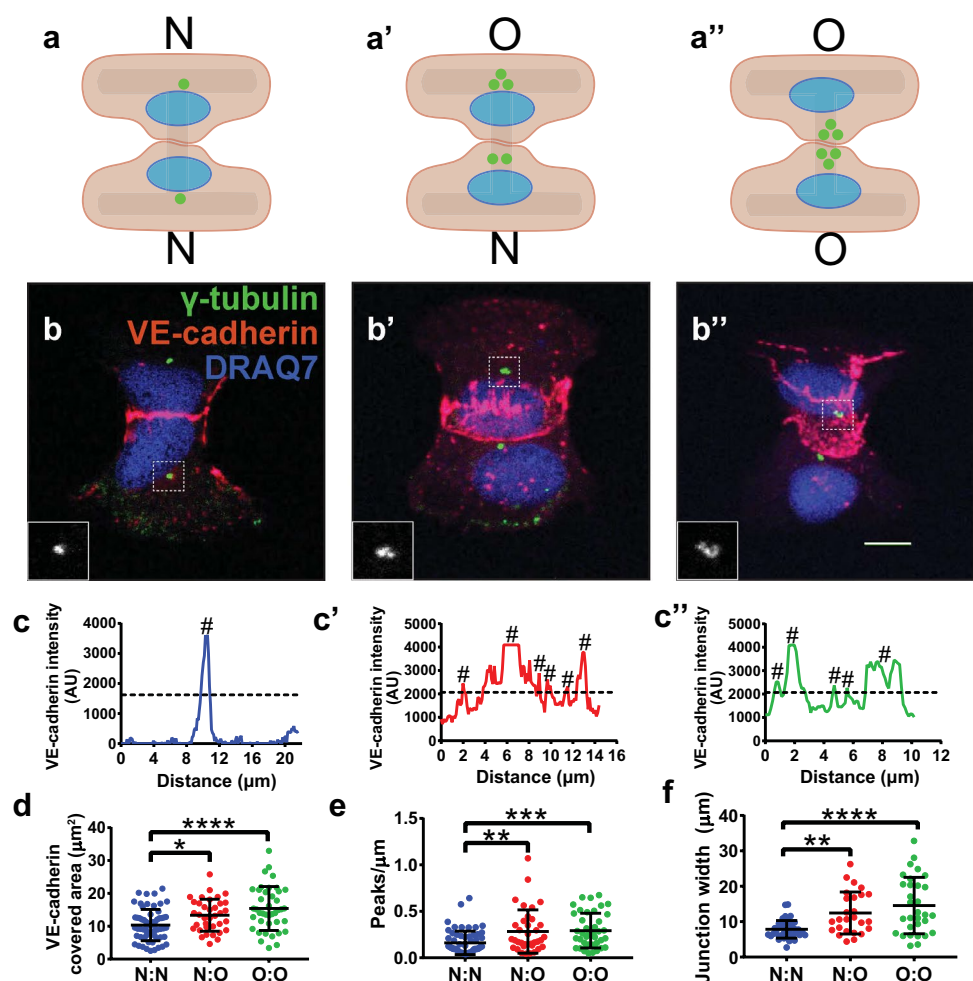 a
N
N
a'
O
N
a''
O
O
b
γ-tubulin
VE-cadherin
DRAQ7
b'
b''
c
VE-cadherin intensity
(AU)
4000
3000
2000
1000
0
#
0 4 8 12 16 20
Distance (μm)
c'
VE-cadherin intensity
(AU)
5000
4000
3000
2000
1000
0
# # # # # #
0 2 4 6 8 10 12 14 16
Distance (μm)
c''
VE-cadherin intensity
(AU)
5000
4000
3000
2000
1000
0
# # # # #
0 2 4 6 8 10 12
Distance (μm)
d
VE-cadherin
covered area (μm²)
40
30
20
10
0
****
*
N:N N:O O:O
e
Peaks/μm
1.5
1.0
0.5
0.0
***
**
N:N N:O O:O
f
Junction width (μm)
40
30
20
10
0
****
**
N:N N:O O:O